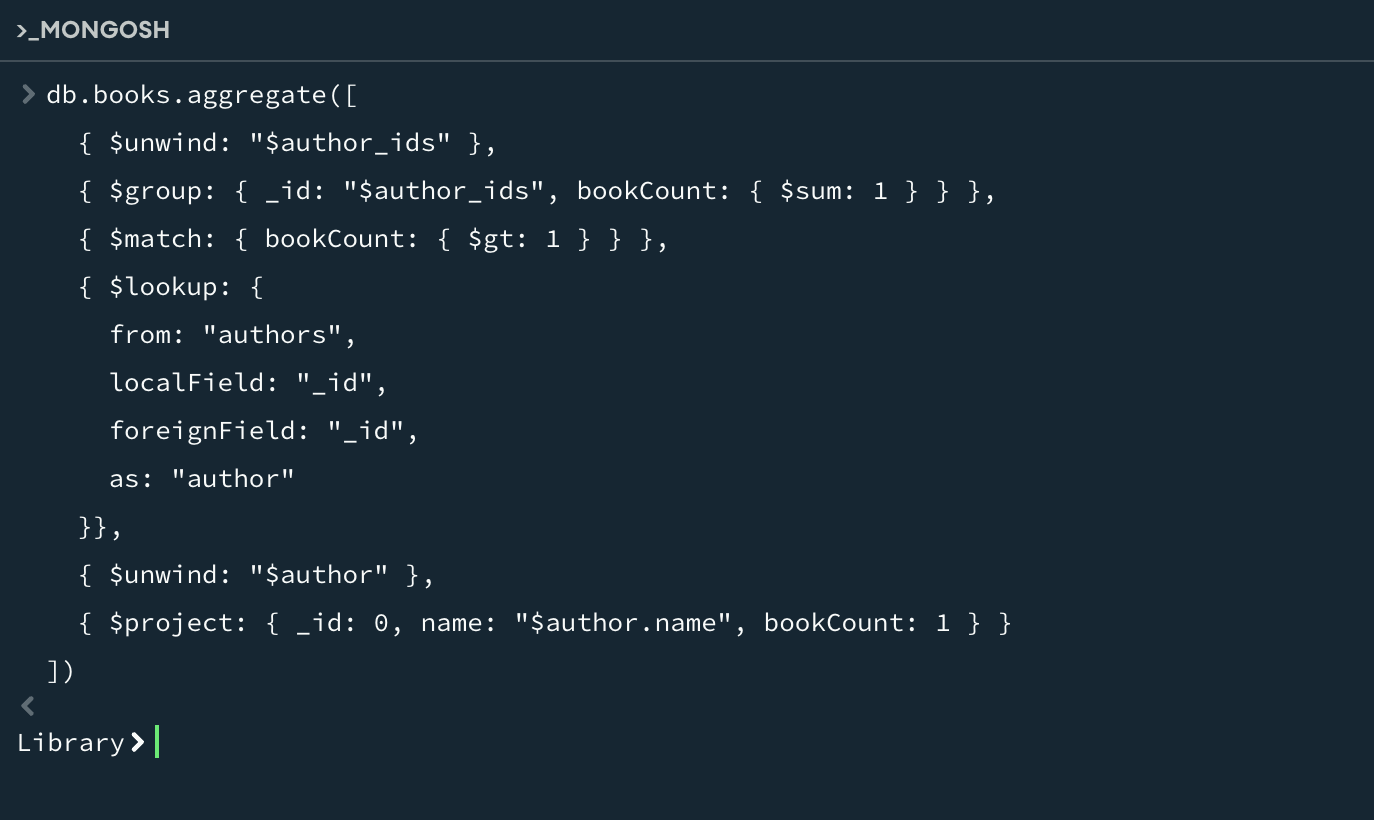 >_MONGOSH
> db.books.aggregate([
{ $unwind: "$author_ids" },
{ $group: { _id: "$author_ids", bookCount: { $sum: 1 } } },
{ $match: { bookCount: { $gt: 1 } } },
{ $lookup: {
from: "authors",
localField: "_id",
foreignField: "_id",
as: "author"
}},
{ $unwind: "$author" },
{ $project: { _id: 0, name: "$author.name", bookCount: 1 } }
])
<
Library>